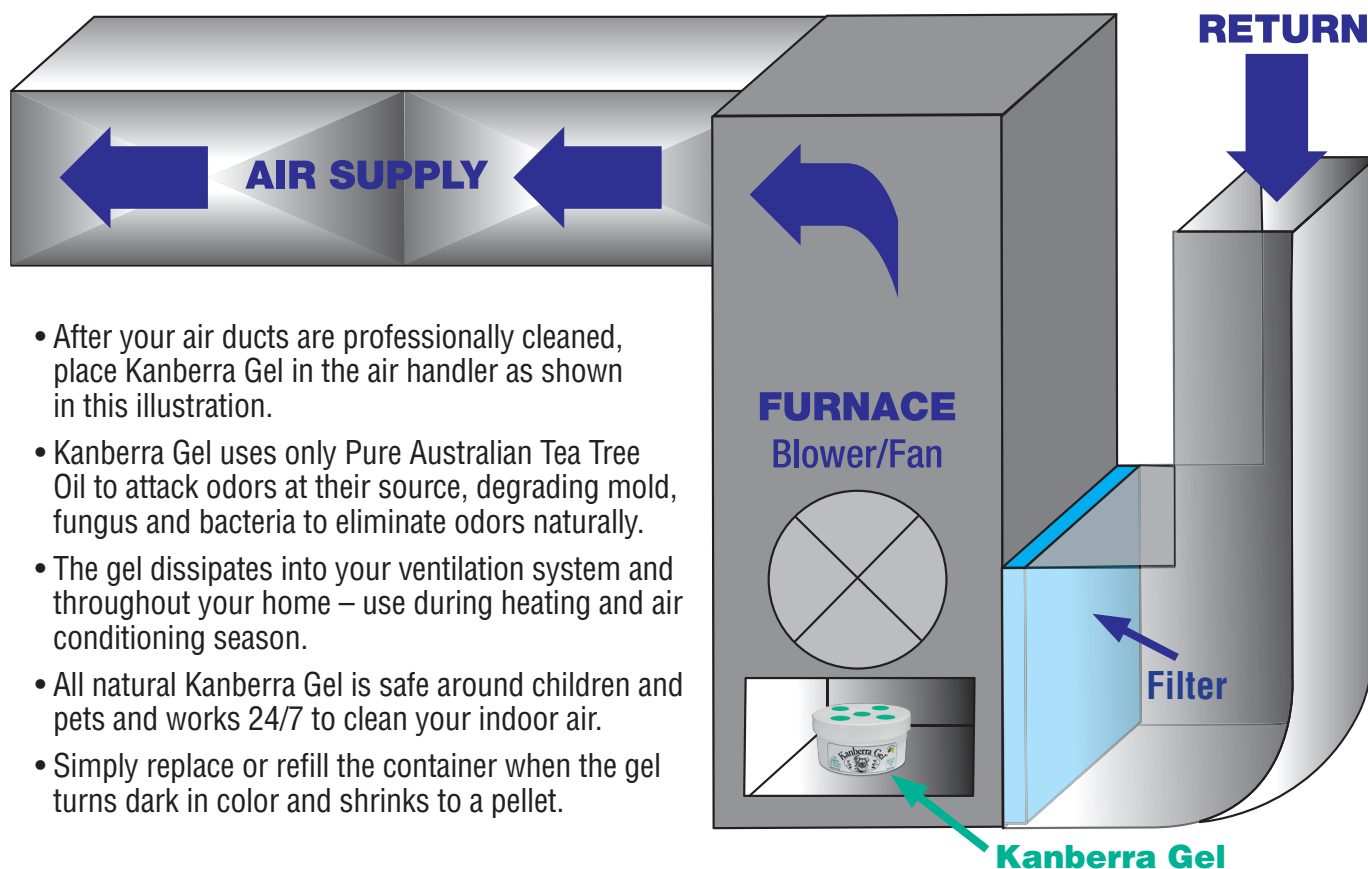 RETURN
AIR SUPPLY
• After your air ducts are professionally cleaned,
place Kanberra Gel in the air handler as shown
in this illustration.
• Kanberra Gel uses only Pure Australian Tea Tree
Oil to attack odors at their source, degrading mold,
fungus and bacteria to eliminate odors naturally.
• The gel dissipates into your ventilation system and
throughout your home – use during heating and air
conditioning season.
• All natural Kanberra Gel is safe around children and
pets and works 24/7 to clean your indoor air.
• Simply replace or refill the container when the gel
turns dark in color and shrinks to a pellet.
FURNACE
Blower/Fan
Filter
Kanberra Gel
Kanberra Gel